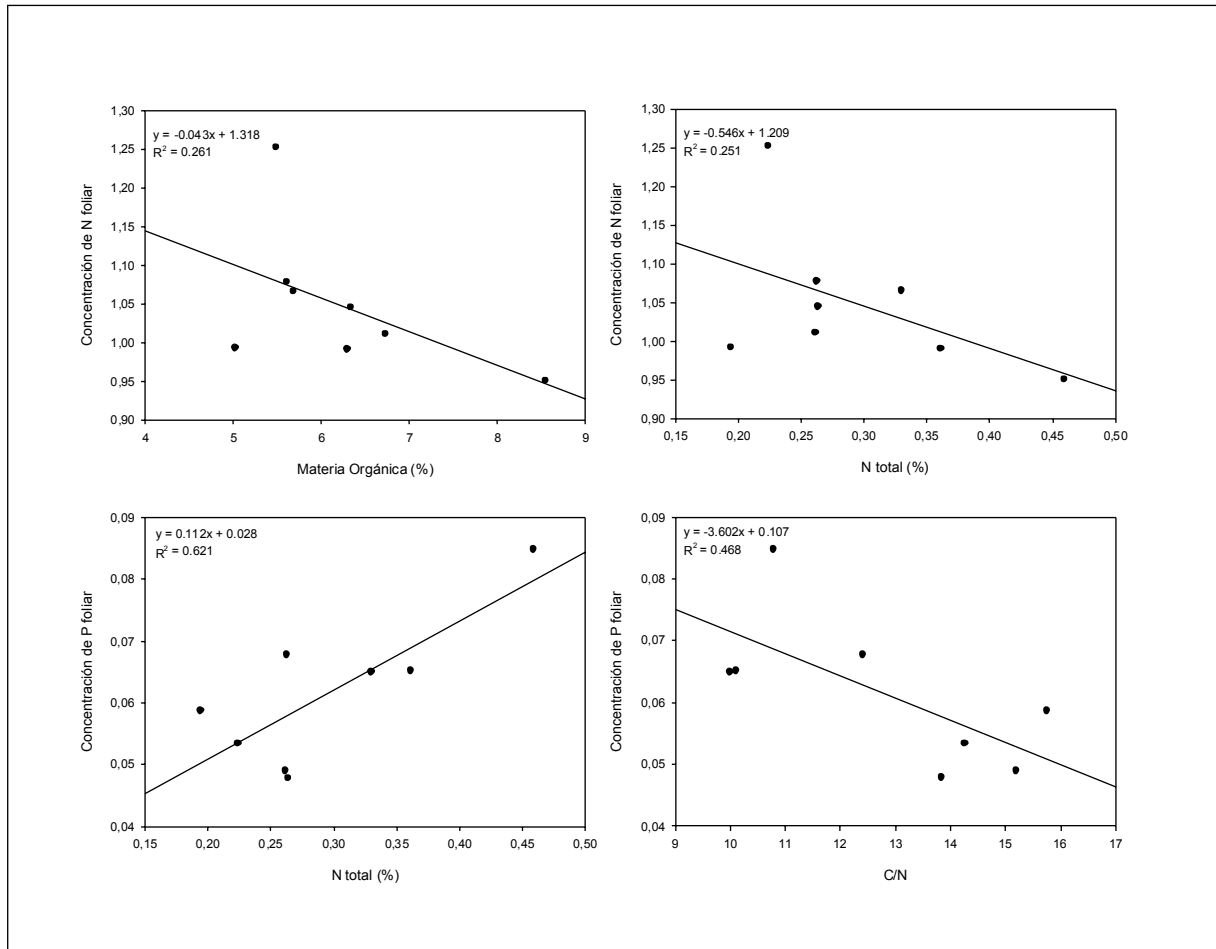 y = -0.043x + 1.318
R² = 0.261
1,30
1,25
1,20
1,15
1,10
1,05
1,00
0,95
0,90
Concentración de N foliar
4 5 6 7 8 9
Materia Orgánica (%)
y = -0.546x + 1.209
R² = 0.251
1,30
1,25
1,20
1,15
1,10
1,05
1,00
0,95
0,90
Concentración de N foliar
0,15 0,20 0,25 0,30 0,35 0,40 0,45 0,50
N total (%)
y = 0.112x + 0.028
R² = 0.621
0,09
0,08
0,07
0,06
0,05
0,04
Concentración de P foliar
0,15 0,20 0,25 0,30 0,35 0,40 0,45 0,50
N total (%)
y = -3.602x + 0.107
R² = 0.468
0,09
0,08
0,07
0,06
0,05
0,04
Concentración de P foliar
9 10 11 12 13 14 15 16 17
C/N